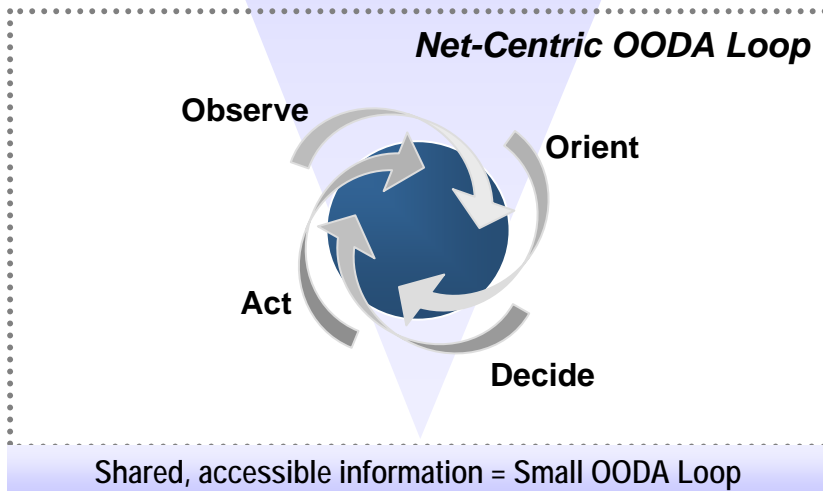 Net-Centric OODA Loop
Observe
Orient
Act
Decide
Shared, accessible information = Small OODA Loop